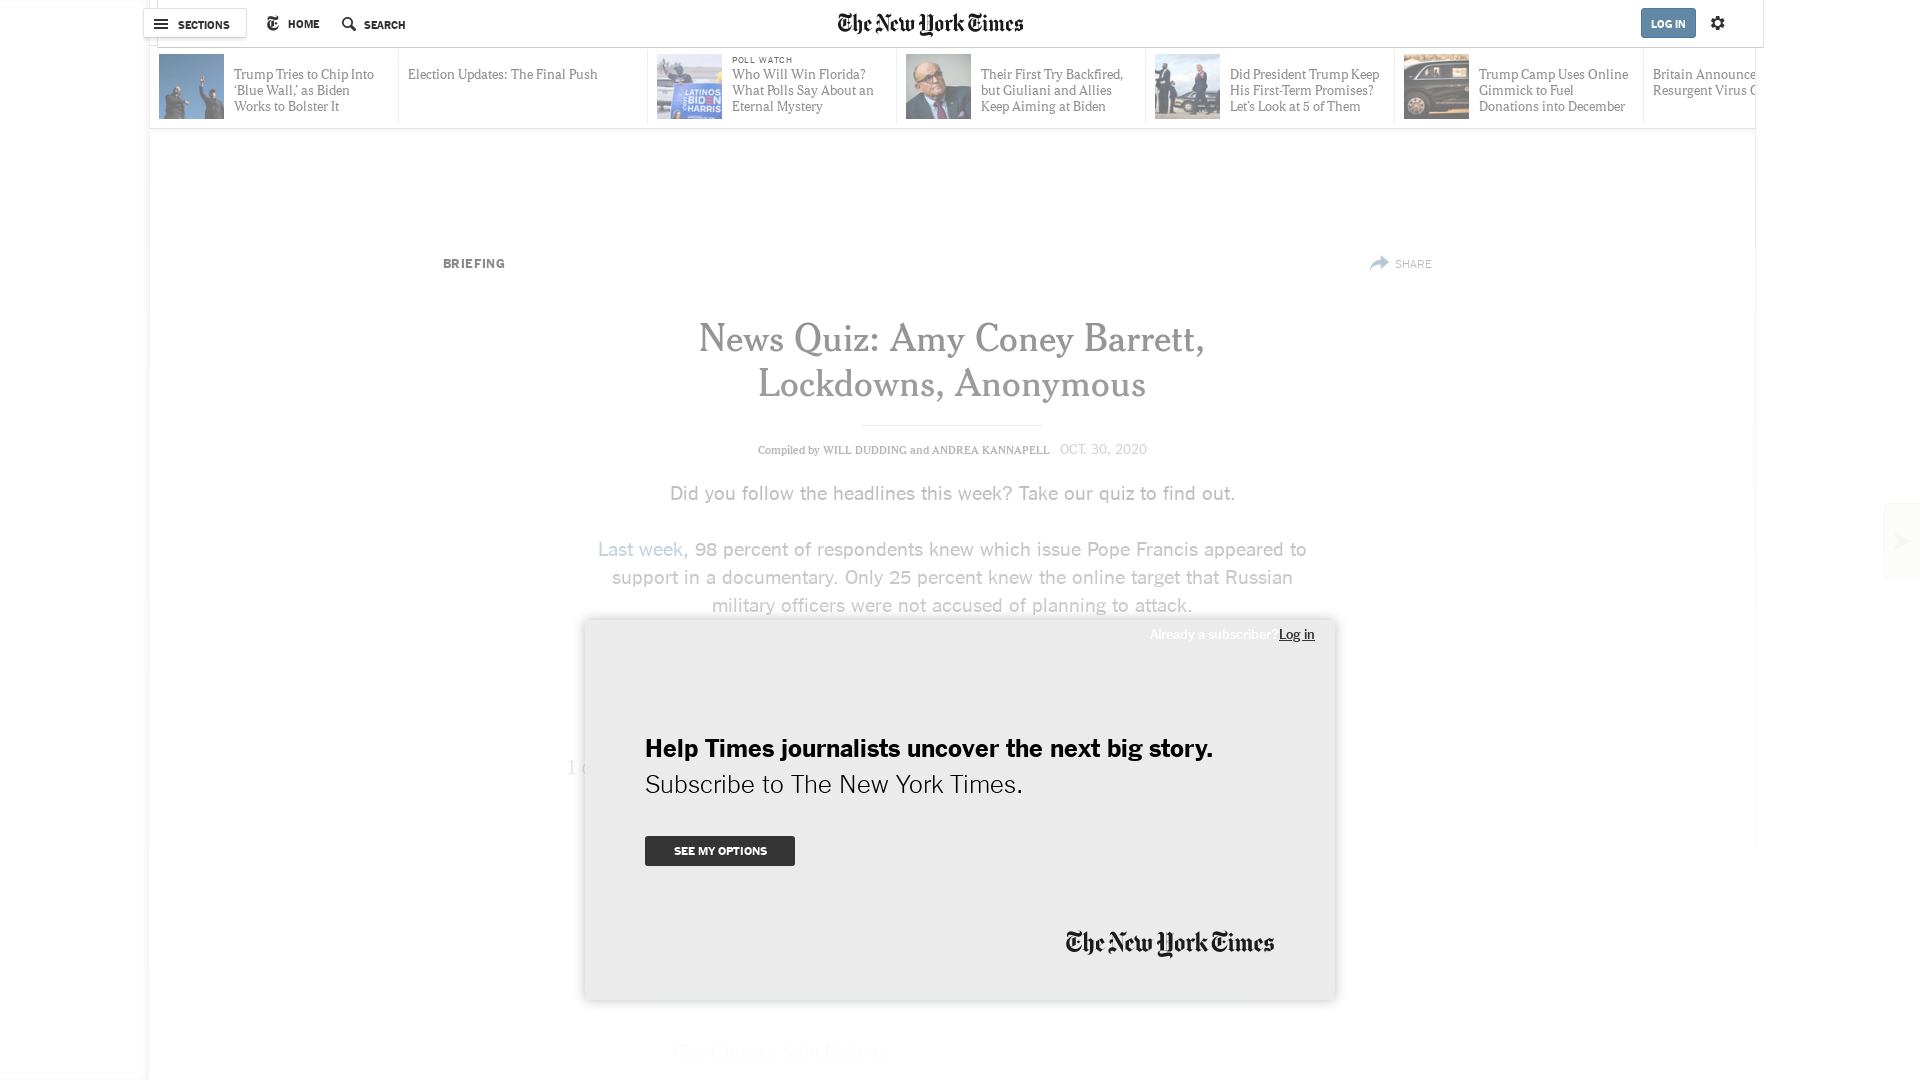 SECTIONS
HOME
SEARCH
The New York Times
LOG IN
Trump Tries to Chip Into
‘Blue Wall,’ as Biden
Works to Bolster It
Election Updates: The Final Push
POLL WATCH
Who Will Win Florida?
What Polls Say About an
Eternal Mystery
LATINOS
BIDEN
HARRIS
Their First Try Backfired,
but Giuliani and Allies
Keep Aiming at Biden
Did President Trump Keep
His First-Term Promises?
Let’s Look at 5 of Them
Trump Camp Uses Online
Gimmick to Fuel
Donations into December
Britain Announce
Resurgent Virus
BRIEFING
SHARE
News Quiz: Amy Coney Barrett,
Lockdowns, Anonymous
Compiled by WILL DUDDING and ANDREA KANNAPELL OCT. 30, 2020
Did you follow the headlines this week? Take our quiz to find out.
Last week, 98 percent of respondents knew which issue Pope Francis appeared to
support in a documentary. Only 25 percent knew the online target that Russian
military officers were not accused of planning to attack.
Already a subscriber? Log in
Help Times journalists uncover the next big story.
1
Subscribe to The New York Times.
SEE MY OPTIONS
The New York Times